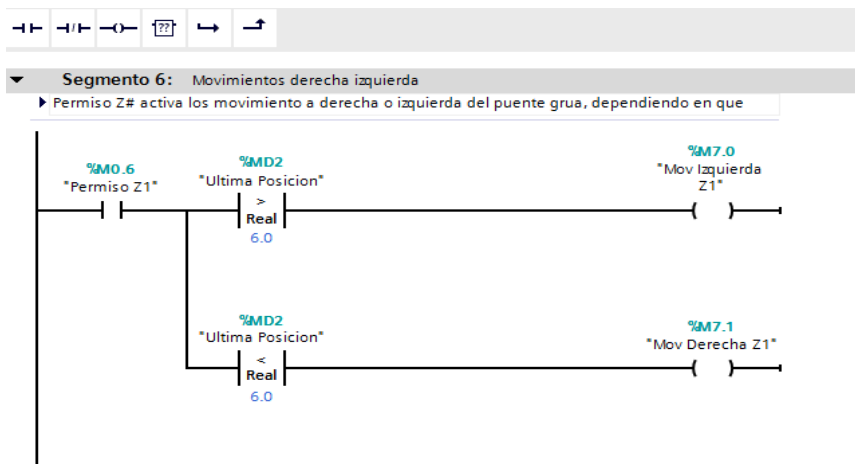 ??
Segmento 6: Movimientos derecha izquierda
Permiso Z# activa los movimiento a derecha o izquierda del puente grua, dependiendo en que
%M0.6
"Permiso Z1"
%MD2
"Ultima Posicion"
>
Real
6.0
%M7.0
"Mov Izquierda
Z1"
%MD2
"Ultima Posicion"
<
Real
6.0
%M7.1
"Mov Derecha Z1"